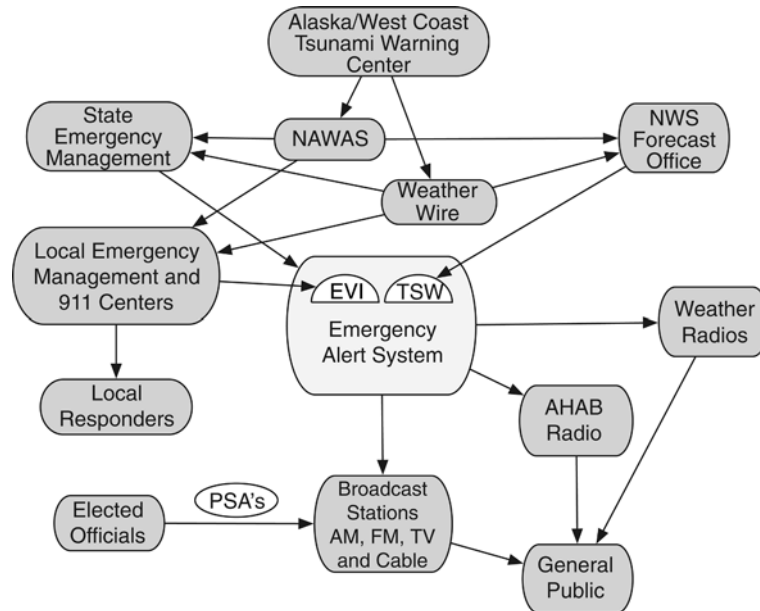 Alaska/West Coast
Tsunami Warning
Center
State
Emergency
Management
NAWAS
NWS
Forecast
Office
Weather
Wire
Local Emergency
Management and
911 Centers
EVI
TSW
Emergency
Alert System
Weather
Radios
Local
Responders
AHAB
Radio
Elected
Officials
PSA's
Broadcast
Stations
AM, FM, TV
and Cable
General
Public